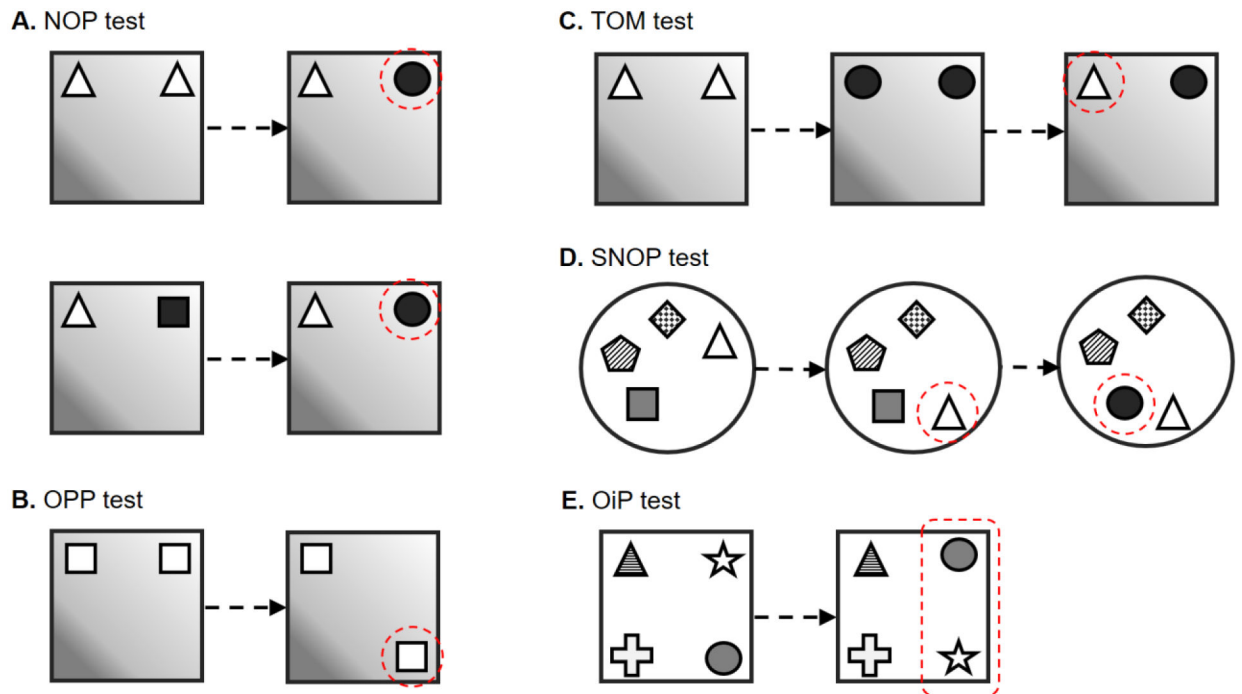 A. NOP test
B. OPP test
C. TOM test
D. SNOP test
E. OiP test